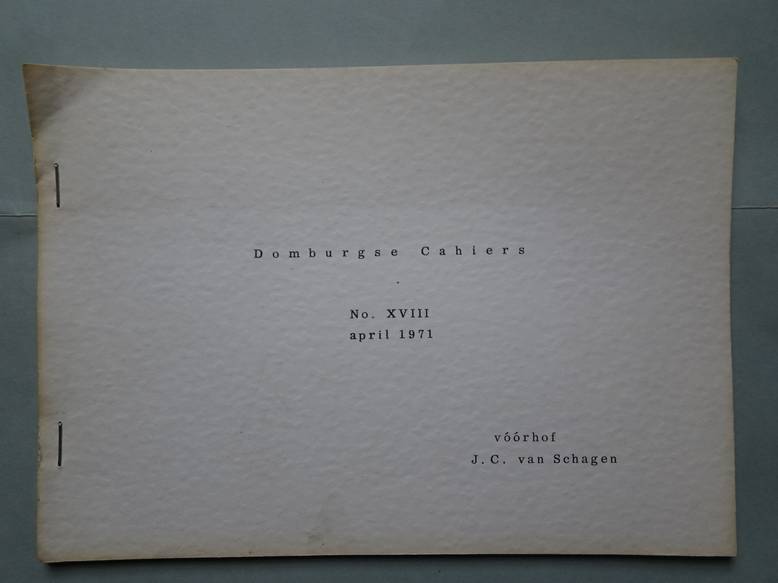 Domburgse Cahiers
No. XVIII
april 1971
vóórhof
J.C. van Schagen